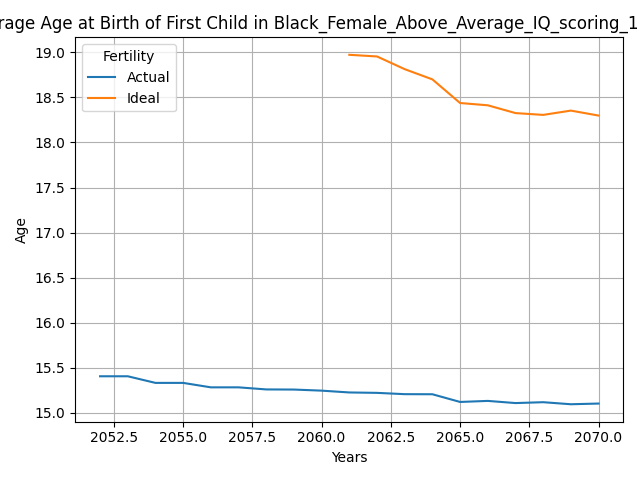 rage Age at Birth of First Child in Black_Female_Above_Average_IQ_scoring_1
Fertility
Actual
Ideal
19.0
18.5
18.0
17.5
17.0
16.5
16.0
15.5
15.0
Age
2052.5 2055.0 2057.5 2060.0 2062.5 2065.0 2067.5 2070.0
Years